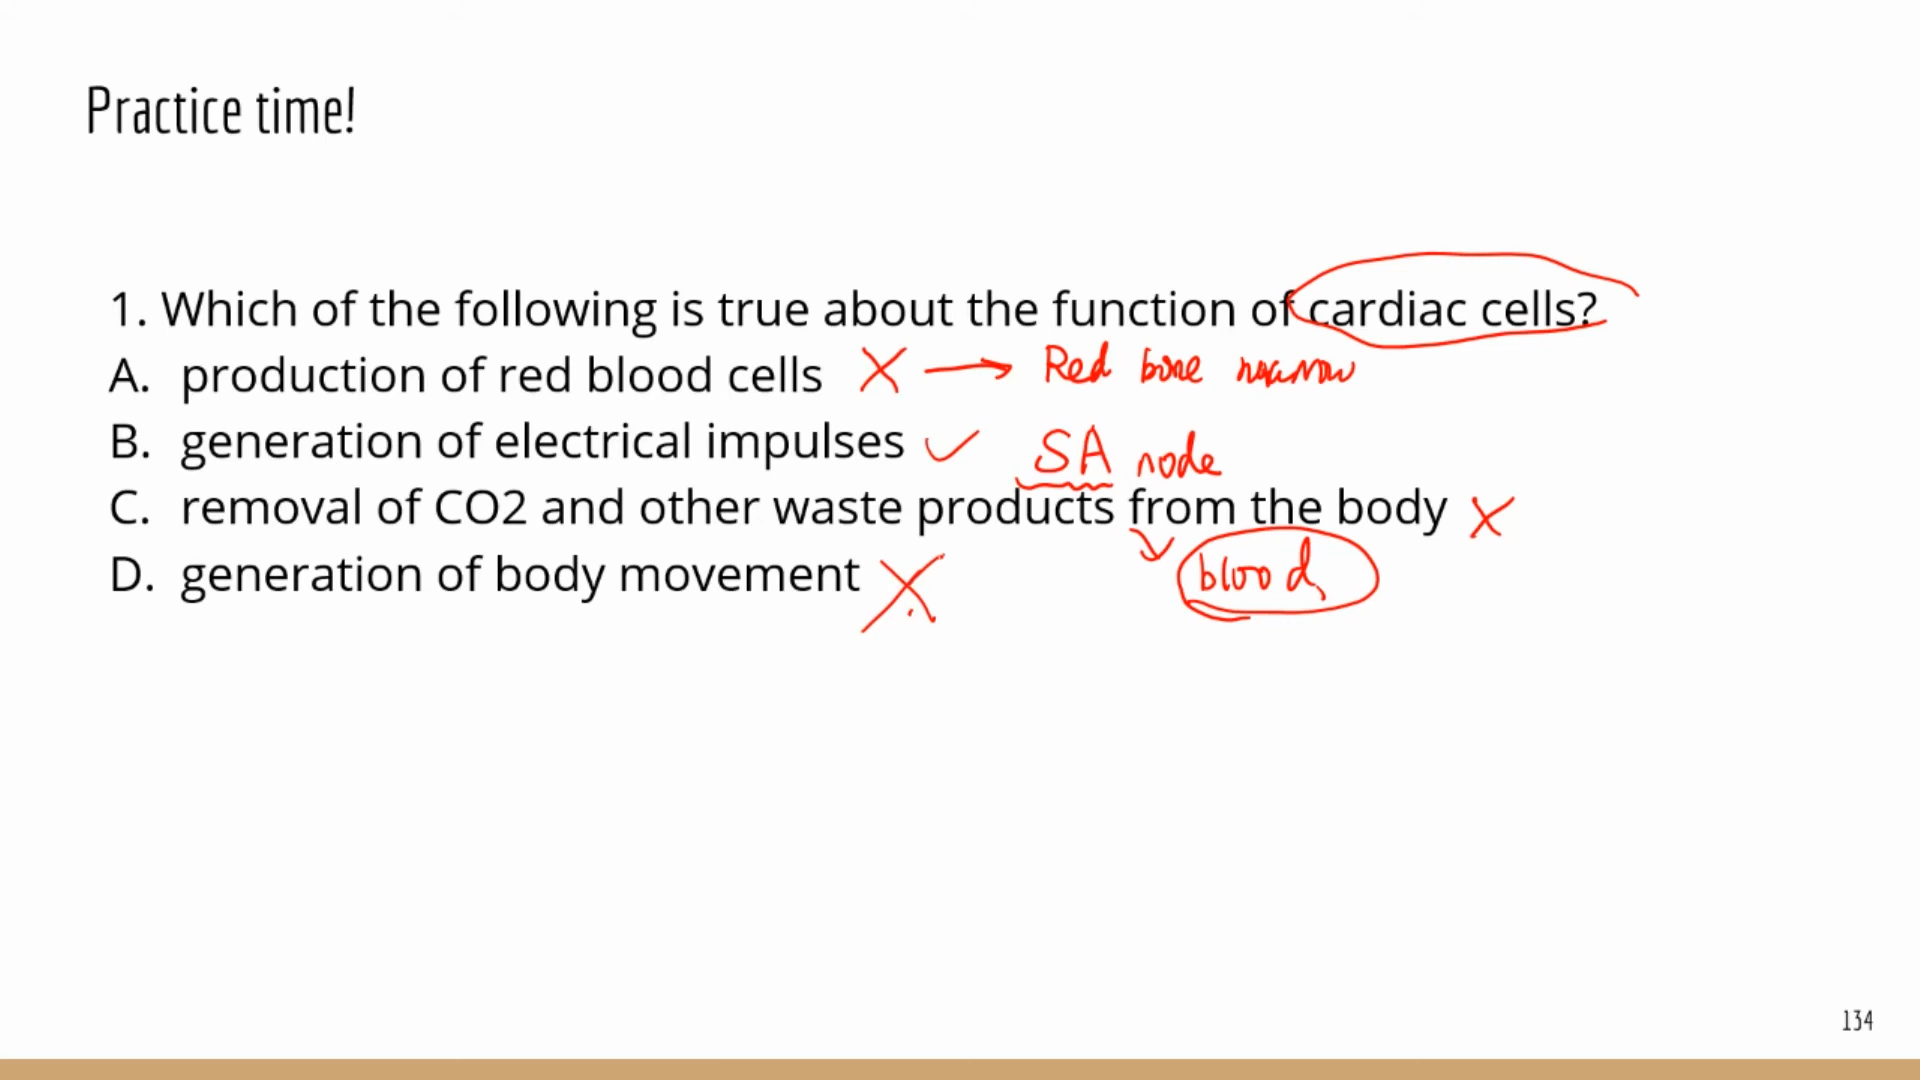 Practice time!
1. Which of the following is true about the function of cardiac cells?
A. production of red blood cells X → Red bone marrow
B. generation of electrical impulses ✓ SA node
C. removal of CO2 and other waste products from the body X
blood
D. generation of body movement X
134